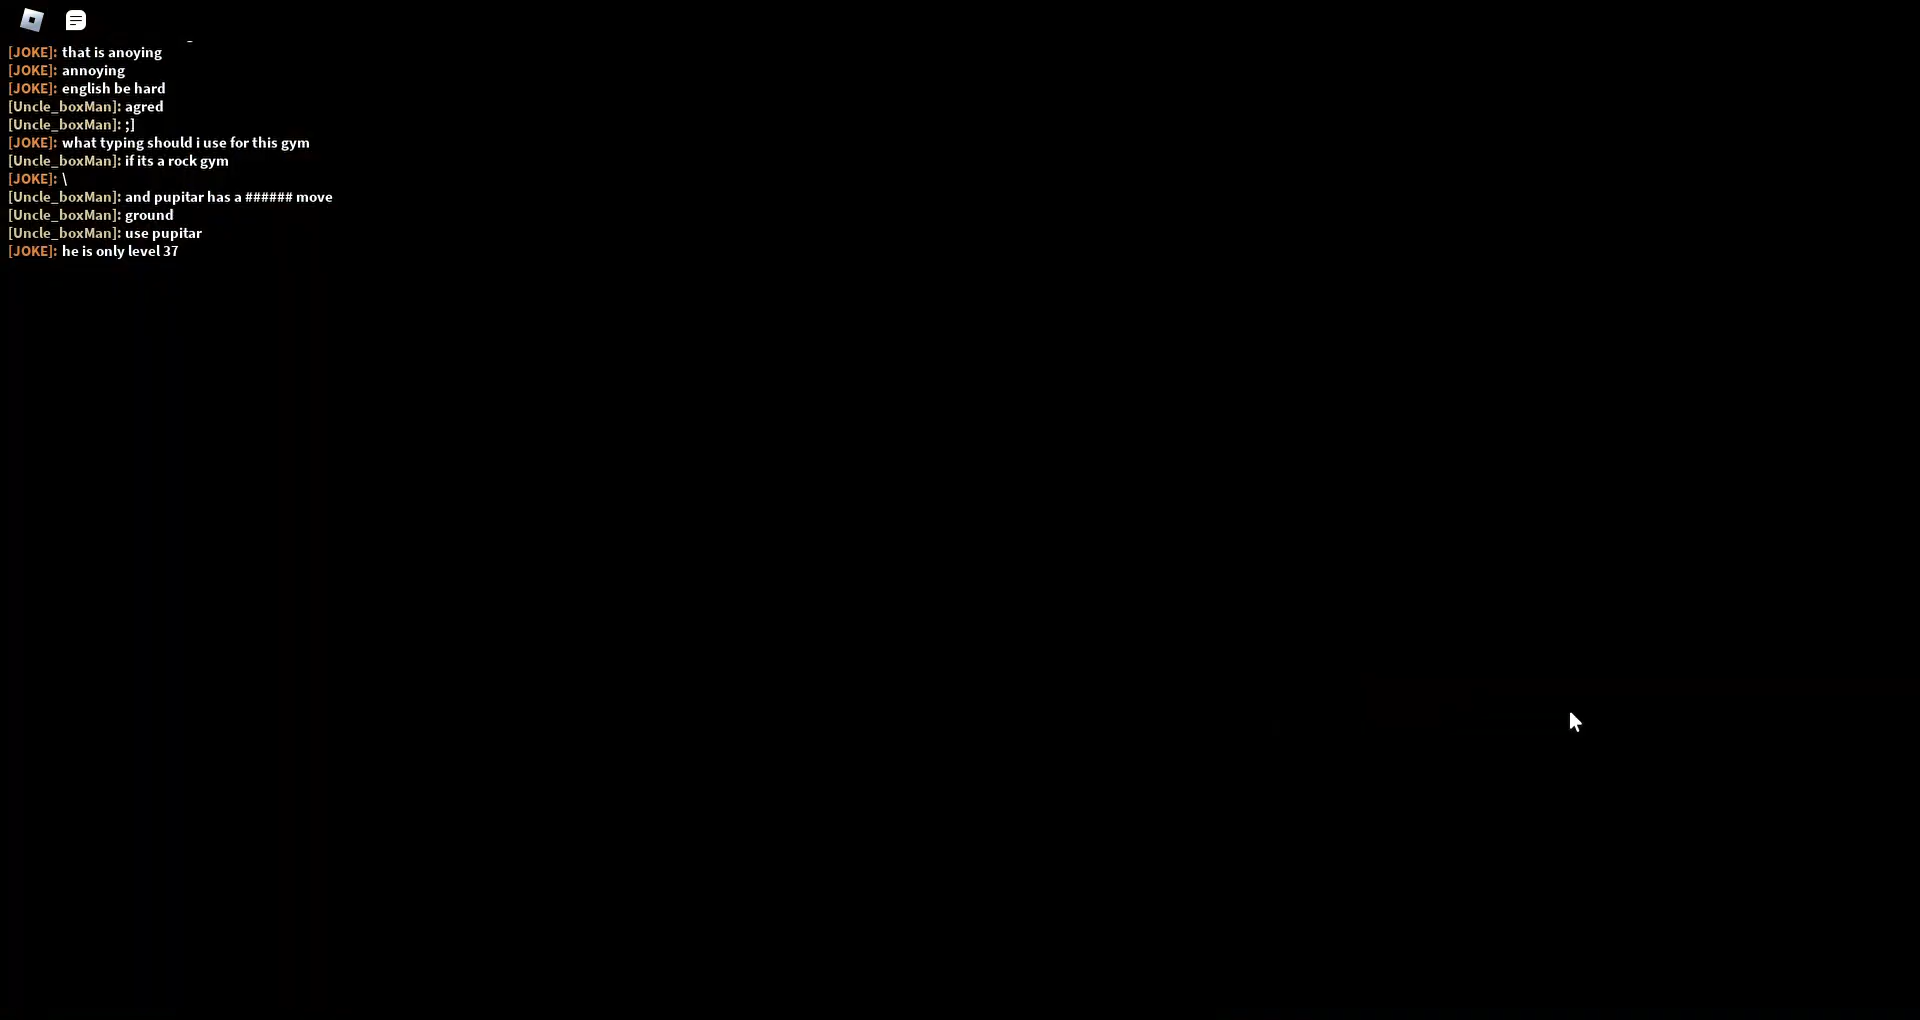 [JOKE]: that is anoying
[JOKE]: annoying
[JOKE]: english be hard
[Uncle_boxMan]: agred
[Uncle_boxMan]: ;]
[JOKE]: what typing should i use for this gym
[Uncle_boxMan]: if its a rock gym
[JOKE]: \
[Uncle_boxMan]: and pupitar has a ###### move
[Uncle_boxMan]: ground
[Uncle_boxMan]: use pupitar
[JOKE]: he is only level 37